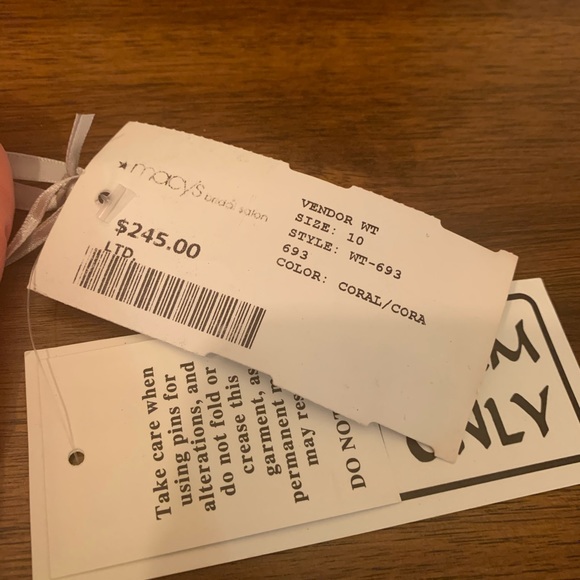 macy's bridal salon
$245.00
LTD
VENDOR WT
SIZE: 10
STYLE: WT-693
693
COLOR: CORAL/CORA
Take care when
using pins for
alterations, and
do not fold or
crease this
garment, as
permanent
may res
DO NOT
ONLY